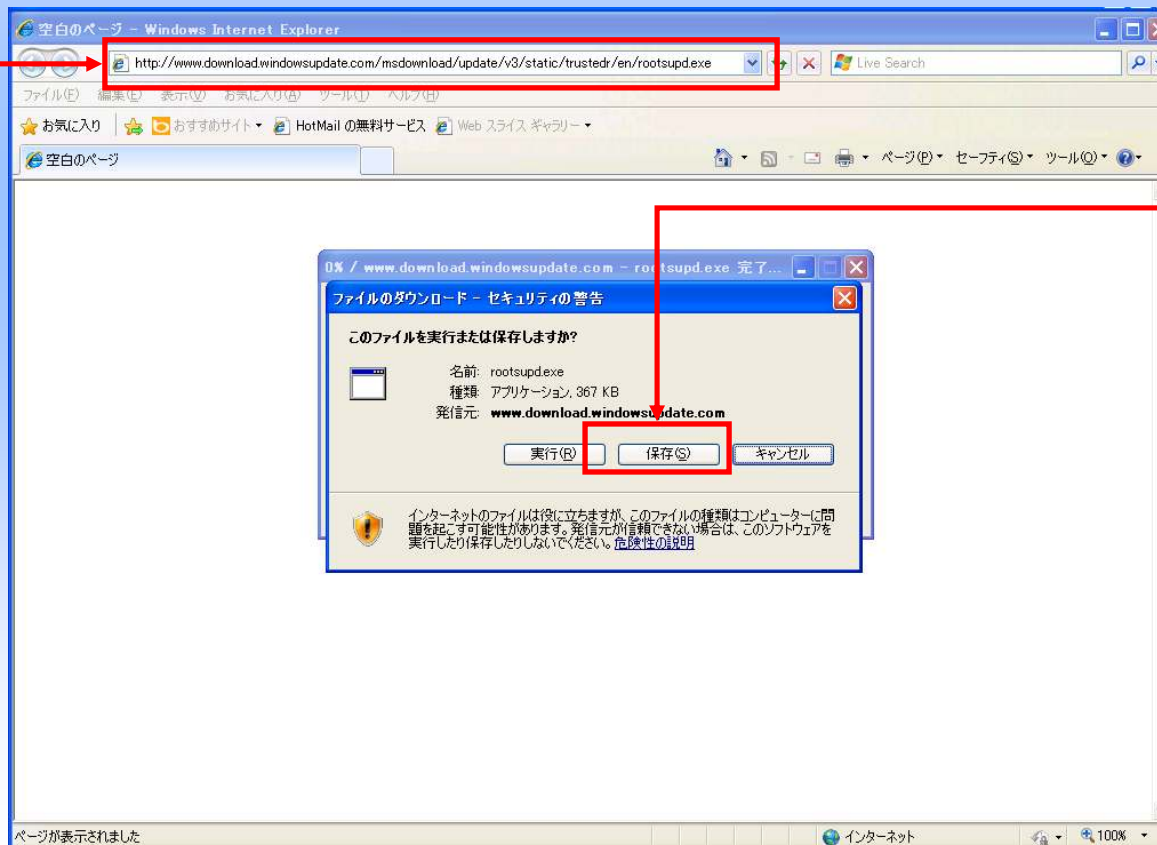 空白のページ - Windows Internet Explorer
http://www.download.windowsupdate.com/msdownload/update/v3/static/trustedr/en/rootsupd.exe
Live Search
ファイル(F) 編集(E) 表示(V) お気に入り(A) ツール(T) ヘルプ(H)
お気に入り おすすめサイト HotMail の無料サービス Web スライス ギャラリー
空白のページ ページ(P) セーフティ(S) ツール(O)
0% / www.download.windowsupdate.com - rootsupd.exe 完了...
ファイルのダウンロード - セキュリティの警告
このファイルを実行または保存しますか?
名前: rootsupd.exe
種類: アプリケーション, 367 KB
発信元: www.download.windowsupdate.com
実行(R) 保存(S) キャンセル
インターネットのファイルは役に立ちますが、このファイルの種類はコンピューターに問
題を起こす可能性があります。発信元が信頼できない場合は、このソフトウェアを
実行したり保存したりしないでください。危険性の説明
ページが表示されました インターネット 100%